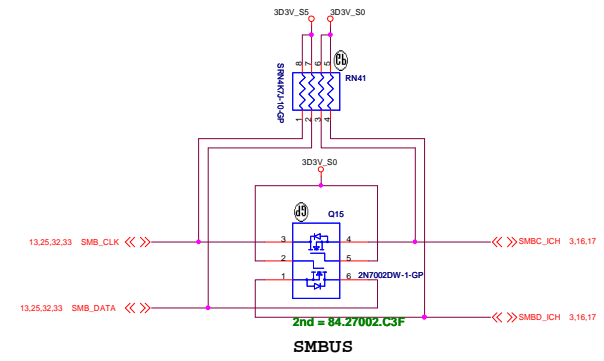 3D3V_S5 3D3V_S0
8 7 6 5
RN41
SRN4K7J-10-GP
1 2 3 4
3D3V_S0
Q15
13,25,32,33 SMB_CLK 3 4 SMBC_ICH 3,16,17
2 5
1 6 2N7002DW-1-GP
13,25,32,33 SMB_DATA SMBD_ICH 3,16,17
2nd = 84.27002.C3F
SMBUS